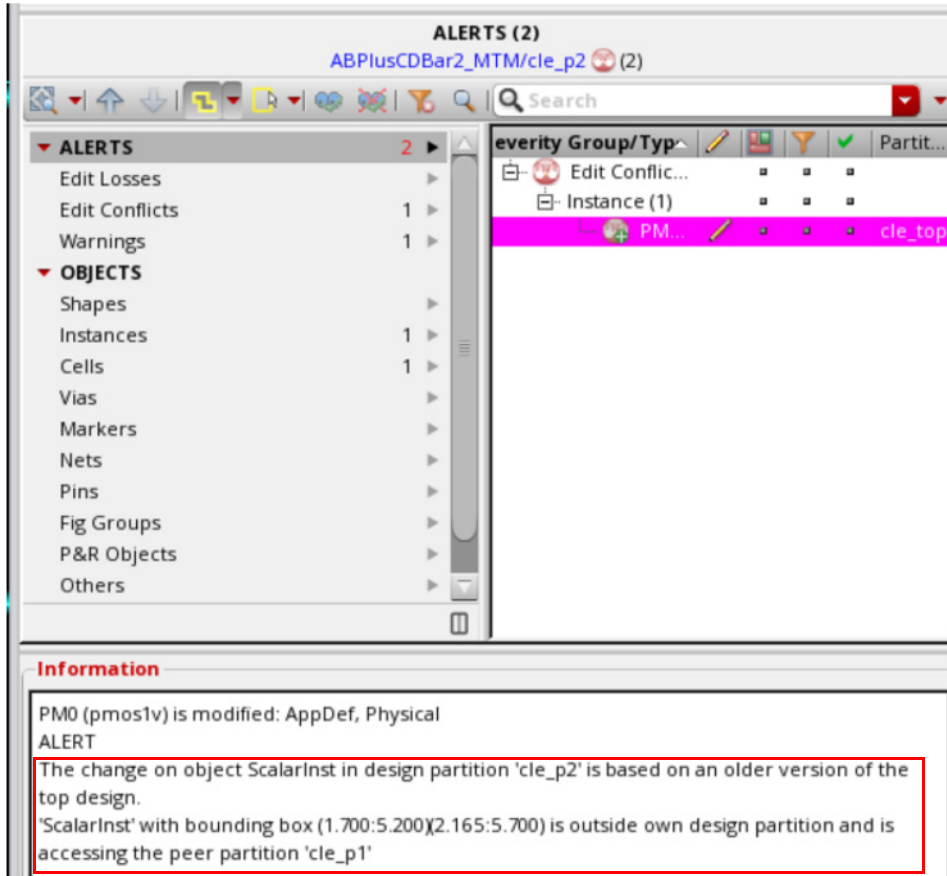 ALERTS (2)
ABPlusCDBar2_MTM/cle_p2 (2)
Search
ALERTS 2
Edit Losses
Edit Conflicts 1
Warnings 1
OBJECTS
Shapes
Instances 1
Cells 1
Vias
Markers
Nets
Pins
Fig Groups
P&R Objects
Others
everity Group/Typ Partit...
Edit Conflic...
Instance (1)
PM... cle_top
Information
PM0 (pmos1v) is modified: AppDef, Physical
ALERT
The change on object ScalarInst in design partition 'cle_p2' is based on an older version of the
top design.
'ScalarInst' with bounding box (1.700:5.200)(2.165:5.700) is outside own design partition and is
accessing the peer partition 'cle_p1'